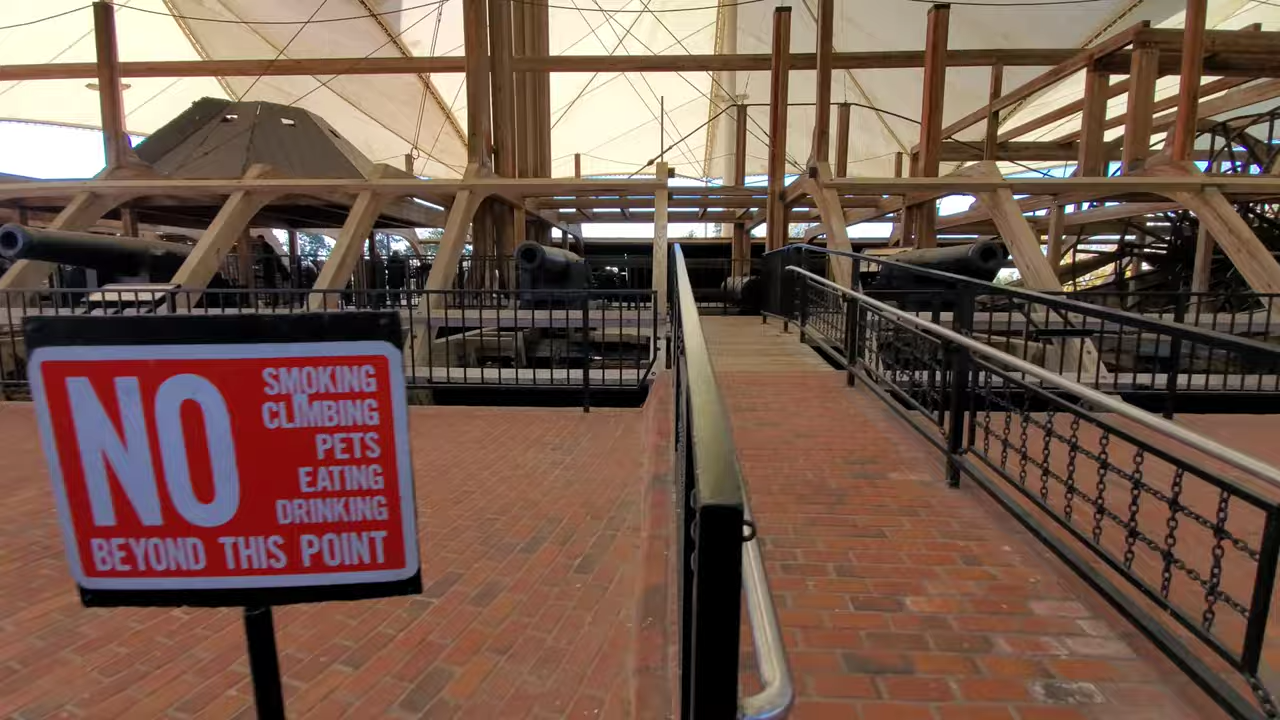 NO
SMOKING
CLIMBING
PETS
EATING
DRINKING
BEYOND THIS POINT